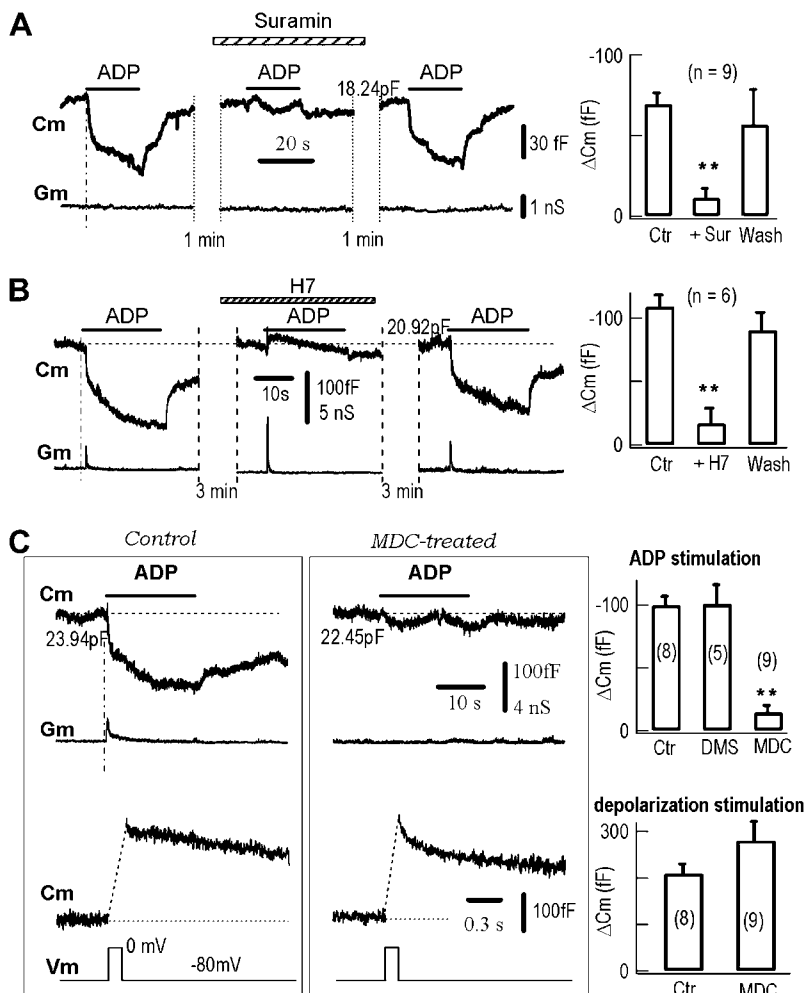 A
Suramin
ADP
ADP
18.24pF
ADP
Cm
20 s
30 fF
Gm
1 nS
1 min
1 min
-100
(n = 9)
ΔCm (fF)
**
0
Ctr + Sur Wash
B
H7
ADP
ADP
20.92pF
ADP
Cm
10s
100fF
5 nS
Gm
3 min
3 min
(n = 6)
-100
ΔCm (fF)
**
0
Ctr + H7 Wash
C
Control
MDC-treated
Cm
ADP
ADP
23.94pF
22.45pF
100fF
10 s
4 nS
Gm
Cm
0.3 s
100fF
0 mV
Vm
-80mV
ADP stimulation
-100
ΔCm (fF)
(8)
(5)
(9)
**
0
Ctr DMS MDC
depolarization stimulation
300
ΔCm (fF)
(8)
(9)
0
Ctr MDC